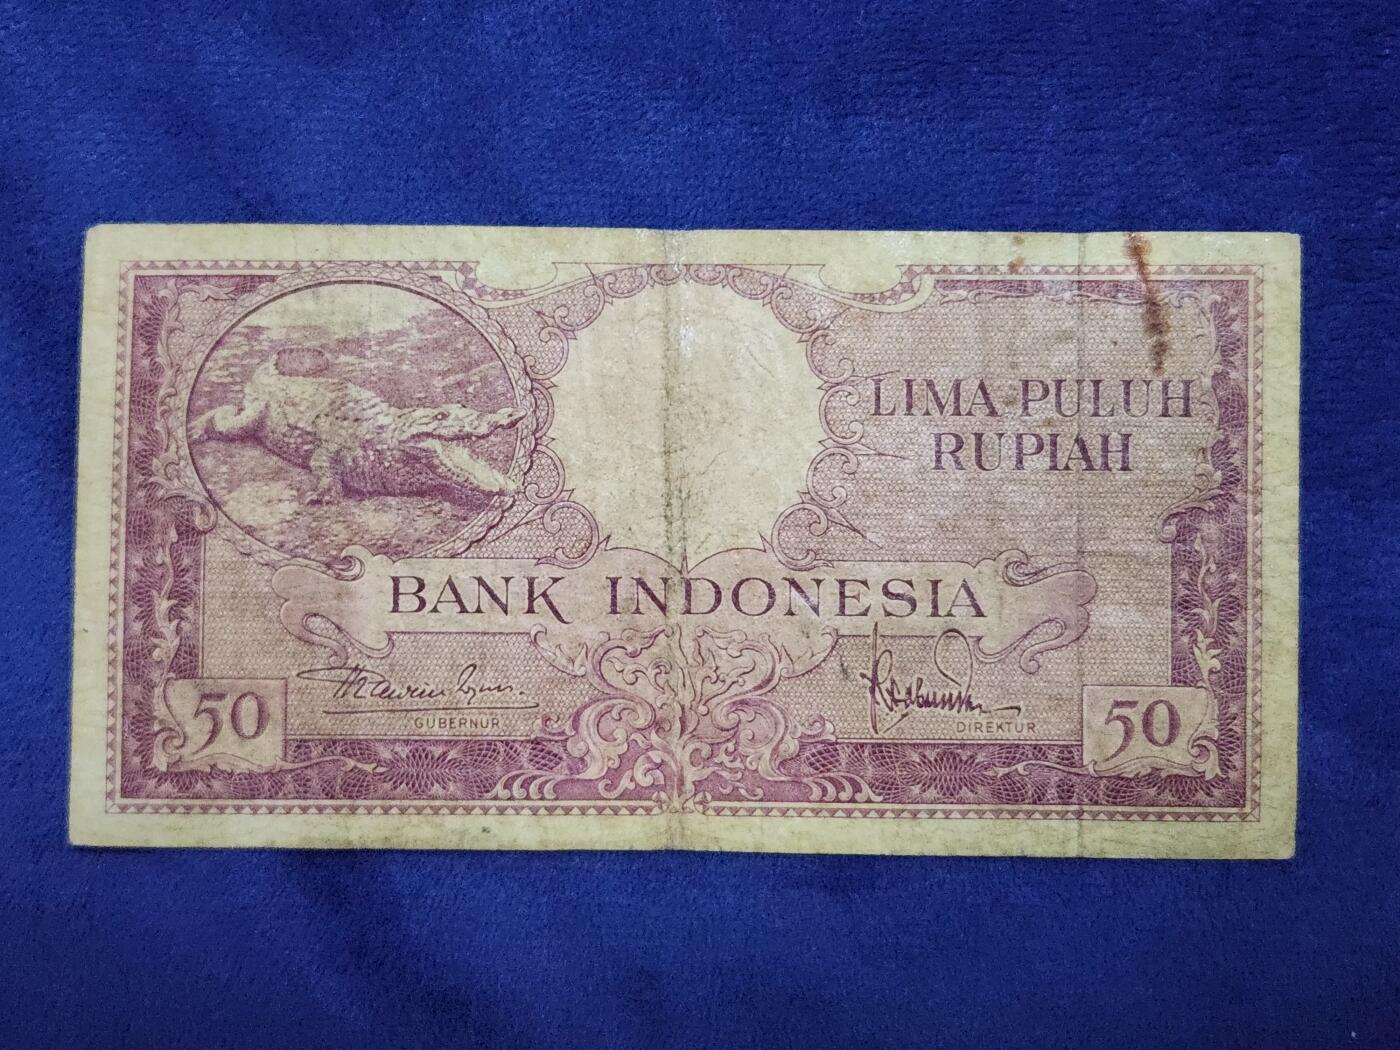 LIMA PULUH
RUPIAH
BANK INDONESIA
GUBERNUR
DIREKTUR
50
50